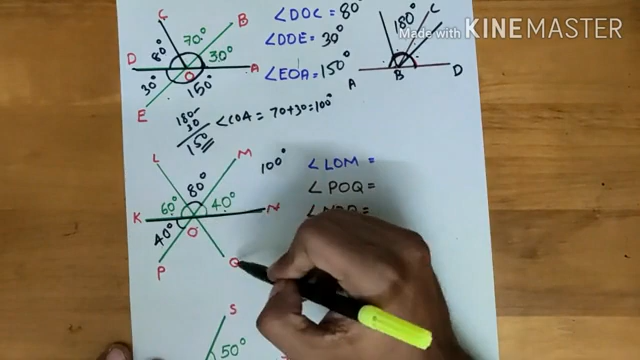 C
B
70°
80°
30°
D
O
A
30°
150°
E
180-
30
150
∠COA = 70+30=100°
∠DOC = 80°
∠DOE = 30°
∠EOA = 150°
180°
C
A
B
D
Made with KINEMASTER
L
M
100°
80°
60°
40°
K
N
O
40°
P
Q
∠LOM =
∠POQ =
∠NOQ =
S
50°